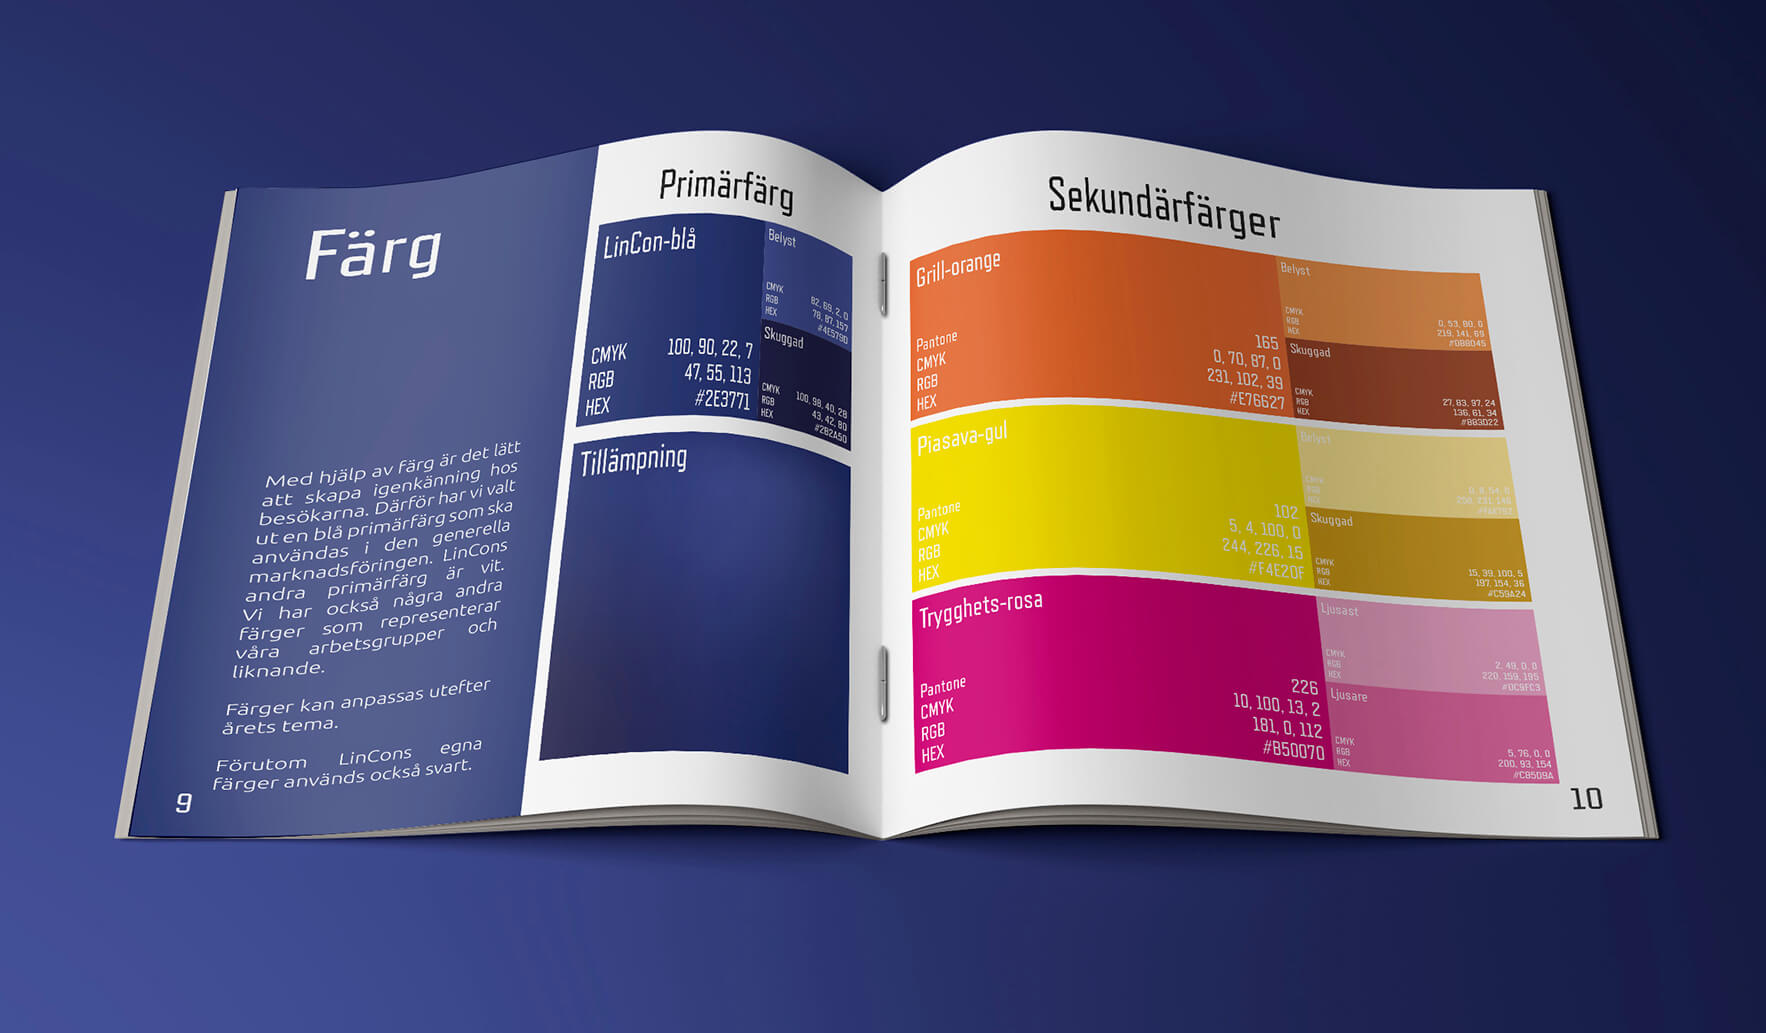 Färg
Med hjälp av färg är det lätt
att skapa igenkänning hos
besökarna. Därför har vi valt
ut en blå primärfärg som ska
användas i den generella
marknadsföringen. LinCons
andra primärfärg är vit.
Vi har också några andra
färger som representerar
våra arbetsgrupper och
liknande.
Färger kan anpassas utefter
årets tema.
Förutom LinCons egna
färger används också svart.
9
Primärfärg
LinCon-blå
CMYK 100, 90, 22, 7
RGB 47, 55, 113
HEX #2E3771
Belyst
CMYK 82, 69, 2, 0
RGB 78, 87, 157
HEX #4E579D
Skuggad
CMYK 100, 98, 40, 28
RGB 43, 42, 80
HEX #2B2A50
Tillämpning
Sekundärfärger
Grill-orange
Pantone 165
CMYK 0, 70, 87, 0
RGB 231, 102, 39
HEX #E76627
Belyst
CMYK 0, 53, 80, 0
RGB 219, 141, 69
HEX #DB8D45
Skuggad
CMYK 27, 83, 97, 24
RGB 136, 61, 34
HEX #883D22
Piasava-gul
Pantone 102
CMYK 5, 4, 100, 0
RGB 244, 226, 15
HEX #F4E20F
Belyst
CMYK
RGB
HEX
Skuggad
CMYK 15, 39, 100, 5
RGB 197, 154, 36
HEX #C59A24
Trygghets-rosa
Pantone 226
CMYK 10, 100, 13, 2
RGB 181, 0, 112
HEX #B50070
Ljusast
CMYK 2, 49, 0, 0
RGB 220, 159, 195
HEX #DC9FC3
Ljusare
CMYK 5, 76, 0, 0
RGB 200, 93, 154
HEX #C85D9A
10